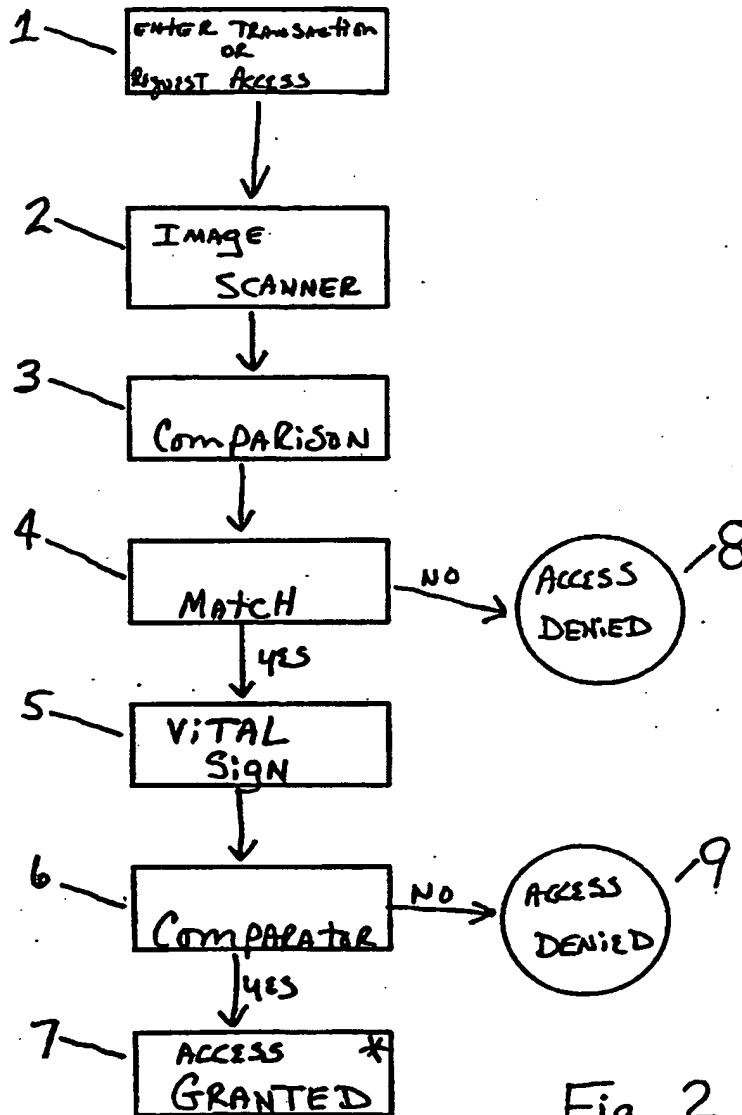 1
ENTER TRANSACTION
OR
REQUEST ACCESS
2
IMAGE
SCANNER
3
COMPARISON
4
MATCH
NO
ACCESS
DENIED
8
YES
5
VITAL
SIGN
6
COMPARATOR
NO
ACCESS
DENIED
9
YES
7
ACCESS *
GRANTED
Fig. 2